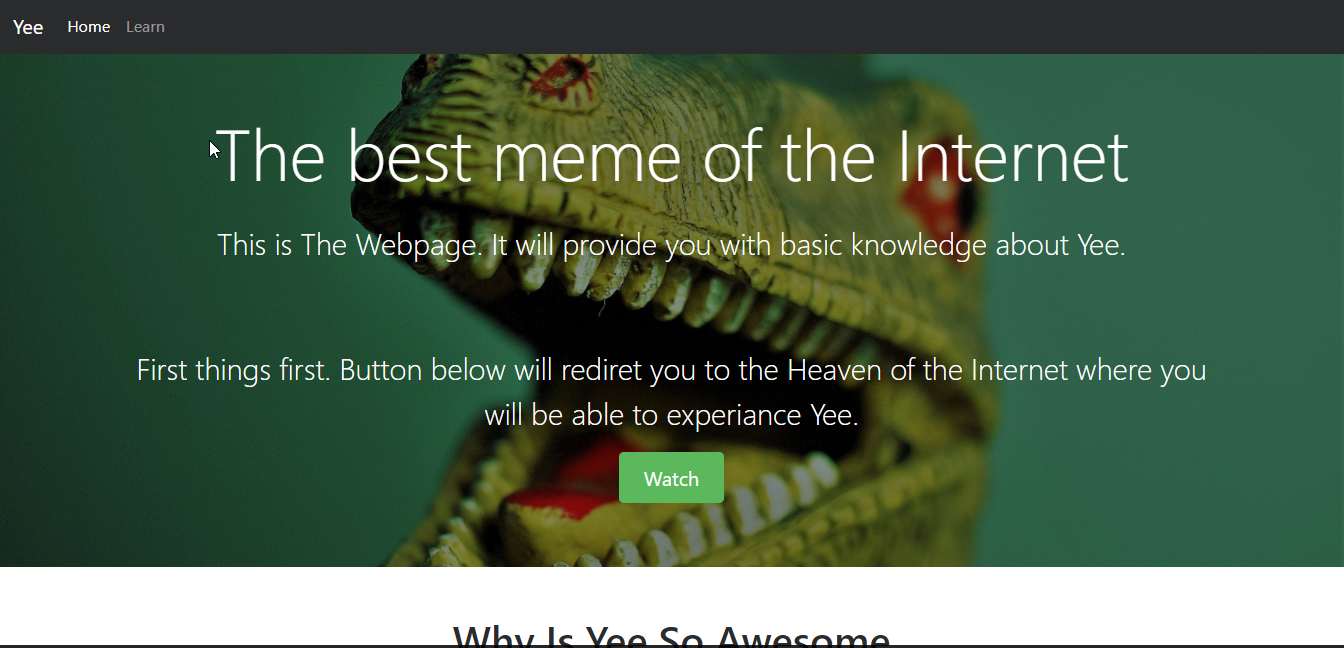 Yee Home Learn
The best meme of the Internet
This is The Webpage. It will provide you with basic knowledge about Yee.
First things first. Button below will rediret you to the Heaven of the Internet where you
will be able to experiance Yee.
Watch
Why Is Yee So Awesome